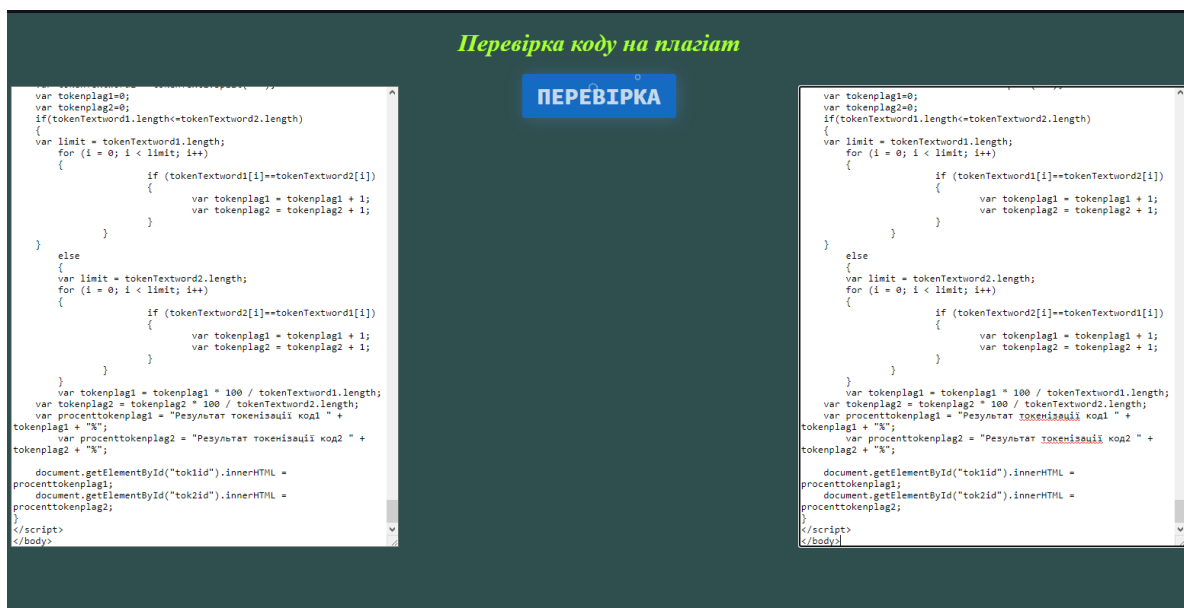 Перевірка коду на плагіат
ПЕРЕВІРКА
var tokenplag1=0;
var tokenplag2=0;
if(tokenTextword1.length<=tokenTextword2.length)
{
var limit = tokenTextword1.length;
for (i = 0; i < limit; i++)
{
if (tokenTextword1[i]==tokenTextword2[i])
{
var tokenplag1 = tokenplag1 + 1;
var tokenplag2 = tokenplag2 + 1;
}
}
}
else
{
var limit = tokenTextword2.length;
for (i = 0; i < limit; i++)
{
if (tokenTextword2[i]==tokenTextword1[i])
{
var tokenplag1 = tokenplag1 + 1;
var tokenplag2 = tokenplag2 + 1;
}
}
}
var tokenplag1 = tokenplag1 * 100 / tokenTextword1.length;
var tokenplag2 = tokenplag2 * 100 / tokenTextword2.length;
var procenttokenplag1 = "Результат токенізації код1 " +
tokenplag1 + "%";
var procenttokenplag2 = "Результат токенізації код2 " +
tokenplag2 + "%";
document.getElementById("tok1id").innerHTML =
procenttokenplag1;
document.getElementById("tok2id").innerHTML =
procenttokenplag2;
}
</script>
</body>
var tokenplag1=0;
var tokenplag2=0;
if(tokenTextword1.length<=tokenTextword2.length)
{
var limit = tokenTextword1.length;
for (i = 0; i < limit; i++)
{
if (tokenTextword1[i]==tokenTextword2[i])
{
var tokenplag1 = tokenplag1 + 1;
var tokenplag2 = tokenplag2 + 1;
}
}
}
else
{
var limit = tokenTextword2.length;
for (i = 0; i < limit; i++)
{
if (tokenTextword2[i]==tokenTextword1[i])
{
var tokenplag1 = tokenplag1 + 1;
var tokenplag2 = tokenplag2 + 1;
}
}
}
var tokenplag1 = tokenplag1 * 100 / tokenTextword1.length;
var tokenplag2 = tokenplag2 * 100 / tokenTextword2.length;
var procenttokenplag1 = "Результат токенізації код1 " +
tokenplag1 + "%";
var procenttokenplag2 = "Результат токенізації код2 " +
tokenplag2 + "%";
document.getElementById("tok1id").innerHTML =
procenttokenplag1;
document.getElementById("tok2id").innerHTML =
procenttokenplag2;
}
</script>
</body>